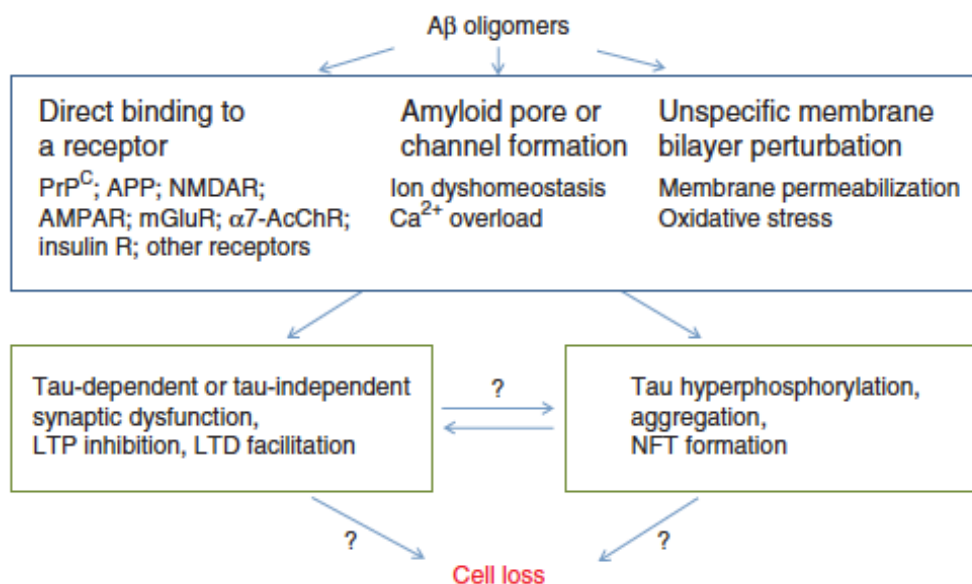 Aβ oligomers
Direct binding to
a receptor
PrP^C; APP; NMDAR;
AMPAR; mGluR; α7-AcChR;
insulin R; other receptors
Amyloid pore or
channel formation
Ion dyshomeostasis
Ca²⁺ overload
Unspecific membrane
bilayer perturbation
Membrane permeabilization
Oxidative stress
Tau-dependent or tau-independent
synaptic dysfunction,
LTP inhibition, LTD facilitation
?
Tau hyperphosphorylation,
aggregation,
NFT formation
?
?
Cell loss